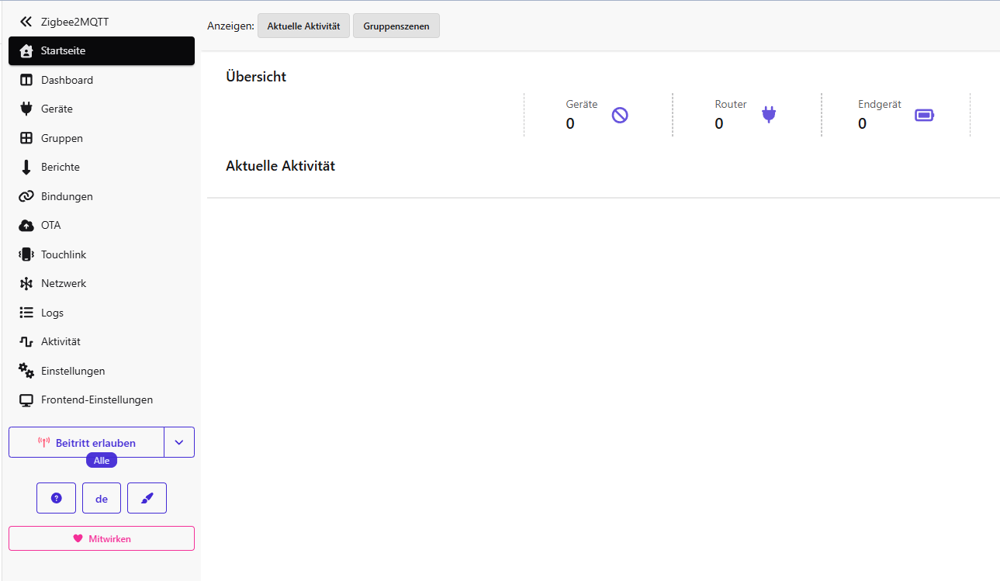 Zigbee2MQTT
Startseite
Dashboard
Geräte
Gruppen
Berichte
Bindungen
OTA
Touchlink
Netzwerk
Logs
Aktivität
Einstellungen
Frontend-Einstellungen
Beitritt erlauben
Alle
? de
Mitwirken
Anzeigen: Aktuelle Aktivität Gruppenszenen
Übersicht
Geräte Router Endgerät
0 0 0
Aktuelle Aktivität